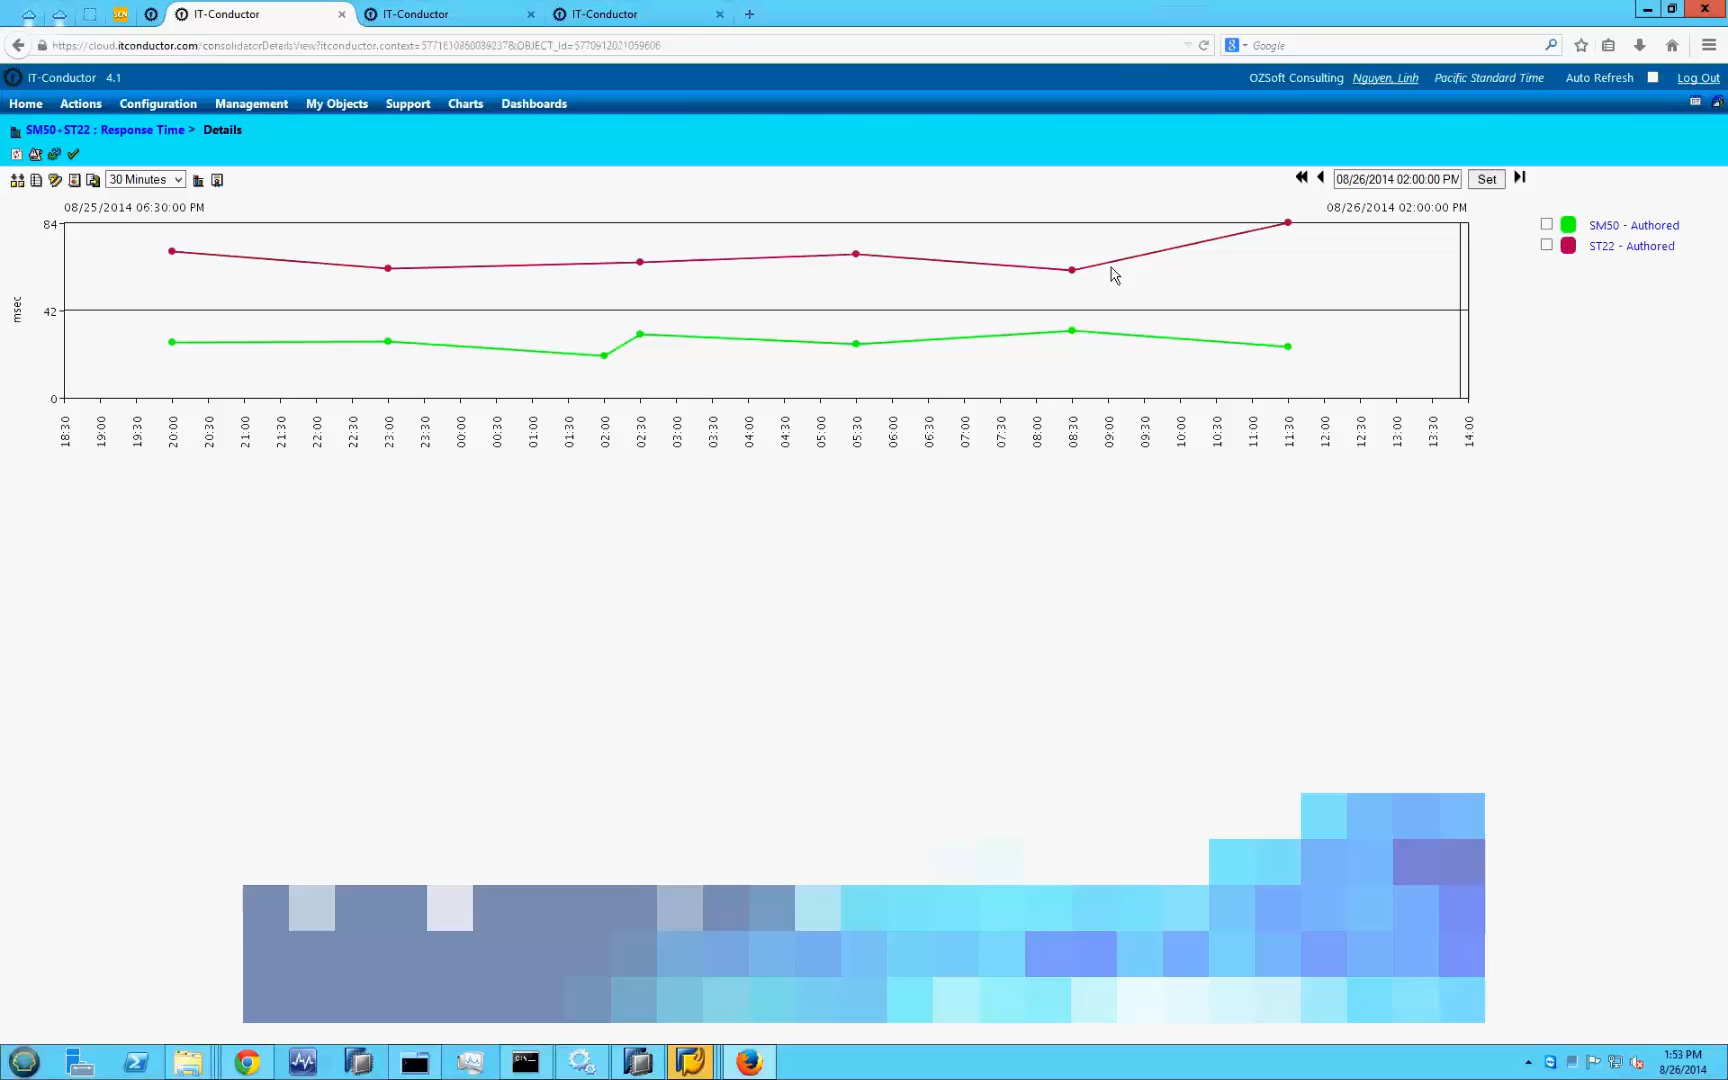 IT-Conductor
IT-Conductor
IT-Conductor
https://cloud.itconductor.com/consolidatorDetailsView?itconductor.context=
Google
IT-Conductor 4.1
OZSoft Consulting Nguyen, Linh Pacific Standard Time Auto Refresh Log Out
Home Actions Configuration Management My Objects Support Charts Dashboards
SM50+ST22 : Response Time > Details
30 Minutes
08/26/2014 02:00:00 PM Set
08/25/2014 06:30:00 PM
08/26/2014 02:00:00 PM
84
42
0
msec
SM50 - Authored
ST22 - Authored
18:30 19:00 19:30 20:00 20:30 21:00 21:30 22:00 22:30 23:00 23:30 00:00 00:30 01:00 01:30 02:00 02:30 03:00 03:30 04:00 04:30 05:00 05:30 06:00 06:30 07:00 07:30 08:00 08:30 09:00 09:30 10:00 10:30 11:00 11:30 12:00 12:30 13:00 13:30 14:00
1:53 PM
8/26/2014